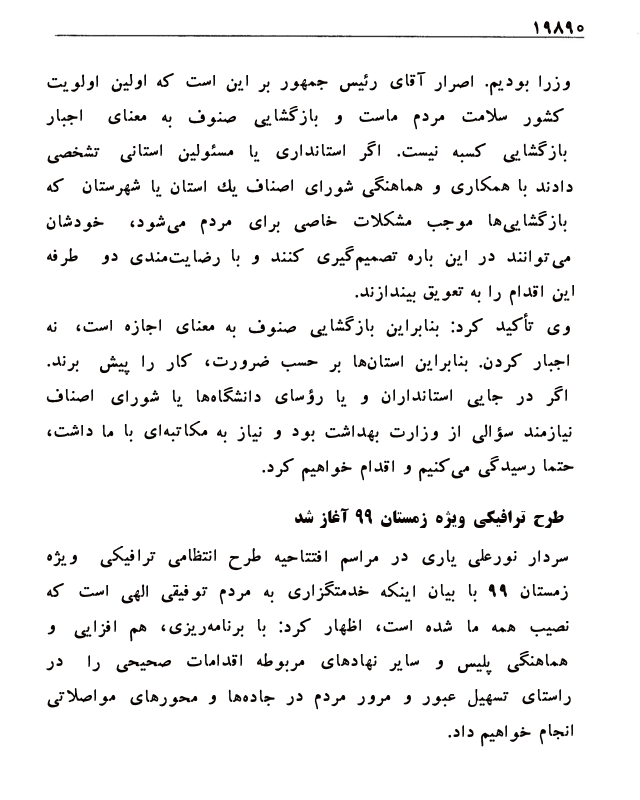 ۱۹۸۹۰
وزرا بودیم. اصرار آقای رئیس جمهور بر این است که اولین اولویت
کشور سلامت مردم ماست و بازگشایی صنوف به معنای اجبار
بازگشایی کسبه نیست. اگر استانداری یا مسئولین استانی تشخصی
دادند با همکاری و هماهنگی شورای اصناف یك استان یا شهرستان که
بازگشایی‌ها موجب مشکلات خاصی برای مردم می‌شود، خودشان
می‌توانند در این باره تصمیم‌گیری کنند و با رضایت‌مندی دو طرفه
این اقدام را به تعویق بیندازند.
وی تأکید کرد: بنابراین بازگشایی صنوف به معنای اجازه است، نه
اجبار کردن. بنابراین استان‌ها بر حسب ضرورت، کار را پیش برند.
اگر در جایی استانداران و یا رؤسای دانشگاه‌ها یا شورای اصناف
نیازمند سؤالی از وزارت بهداشت بود و نیاز به مکاتبه‌ای با ما داشت،
حتما رسیدگی می‌کنیم و اقدام خواهیم کرد.
طرح ترافیکی ویژه زمستان ۹۹ آغاز شد
سردار نورعلی یاری در مراسم افتتاحیه طرح انتظامی ترافیکی ویژه
زمستان ۹۹ با بیان اینکه خدمتگزاری به مردم توفیقی الهی است که
نصیب همه ما شده است، اظهار کرد: با برنامه‌ریزی، هم افزایی و
هماهنگی پلیس و سایر نهادهای مربوطه اقدامات صحیحی را در
راستای تسهیل عبور و مرور مردم در جاده‌ها و محورهای مواصلاتی
انجام خواهیم داد.